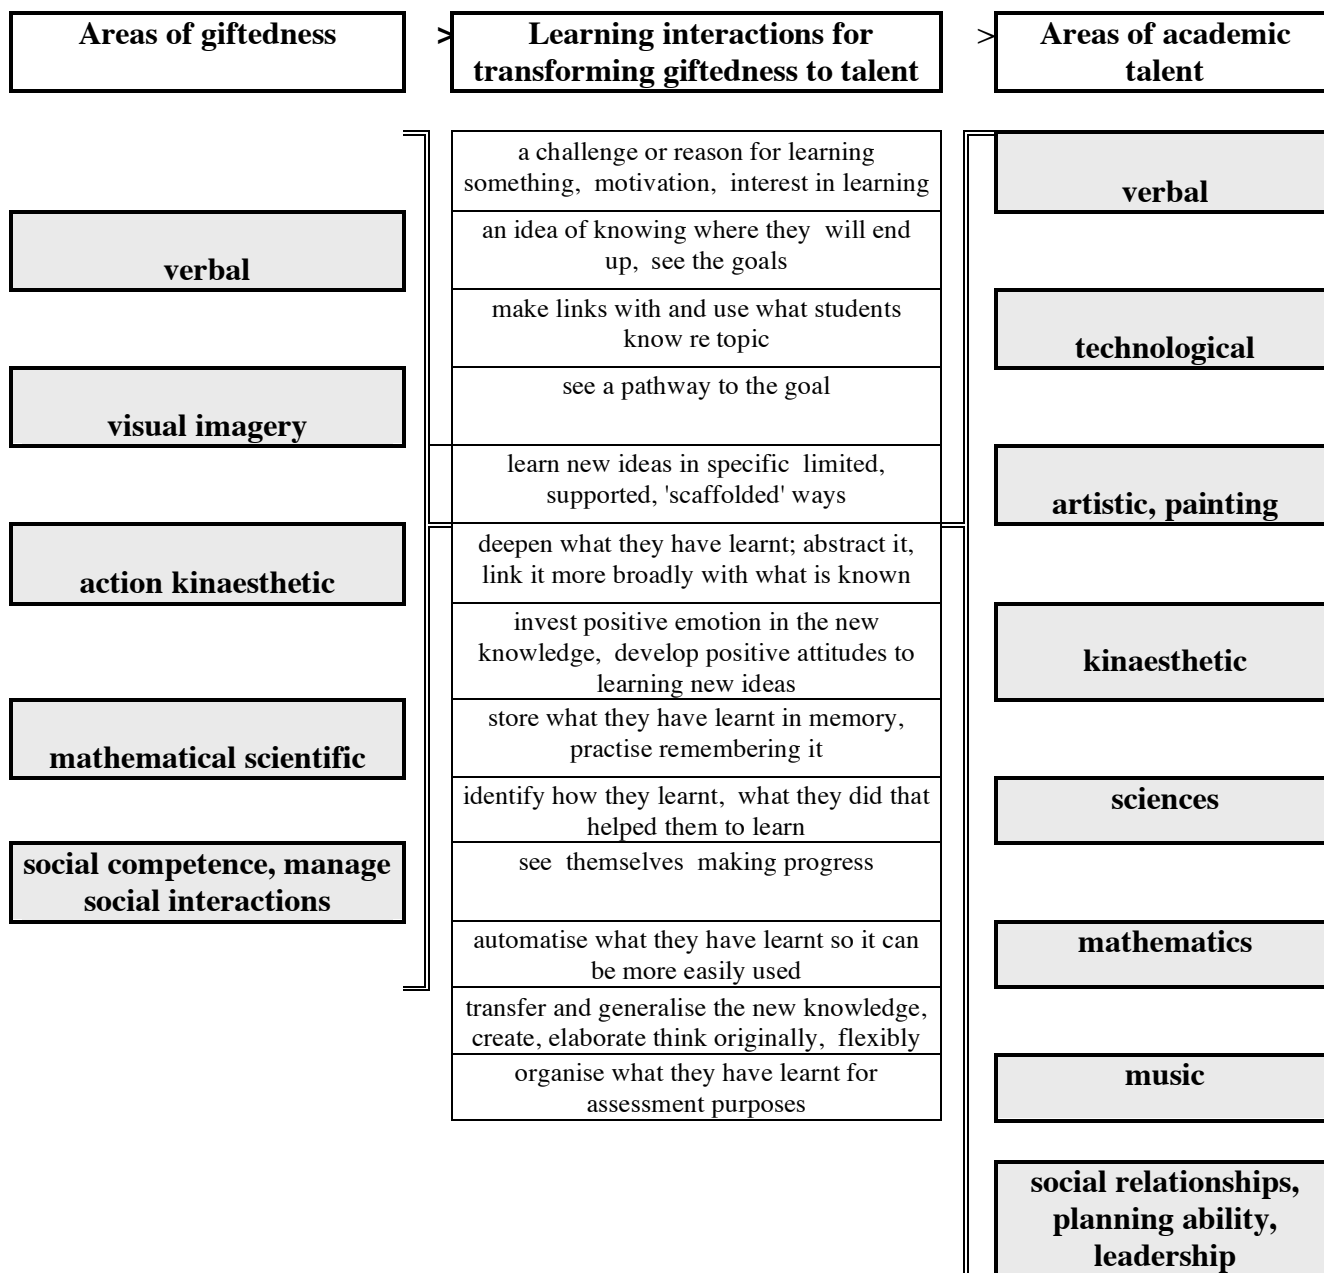 Areas of giftedness
>
Learning interactions for
transforming giftedness to talent
>
Areas of academic
talent
verbal
visual imagery
action kinaesthetic
mathematical scientific
social competence, manage
social interactions
a challenge or reason for learning
something, motivation, interest in learning
an idea of knowing where they will end
up, see the goals
make links with and use what students
know re topic
see a pathway to the goal
learn new ideas in specific limited,
supported, 'scaffolded' ways
deepen what they have learnt; abstract it,
link it more broadly with what is known
invest positive emotion in the new
knowledge, develop positive attitudes to
learning new ideas
store what they have learnt in memory,
practise remembering it
identify how they learnt, what they did that
helped them to learn
see themselves making progress
automatise what they have learnt so it can
be more easily used
transfer and generalise the new knowledge,
create, elaborate think originally, flexibly
organise what they have learnt for
assessment purposes
verbal
technological
artistic, painting
kinaesthetic
sciences
mathematics
music
social relationships,
planning ability,
leadership